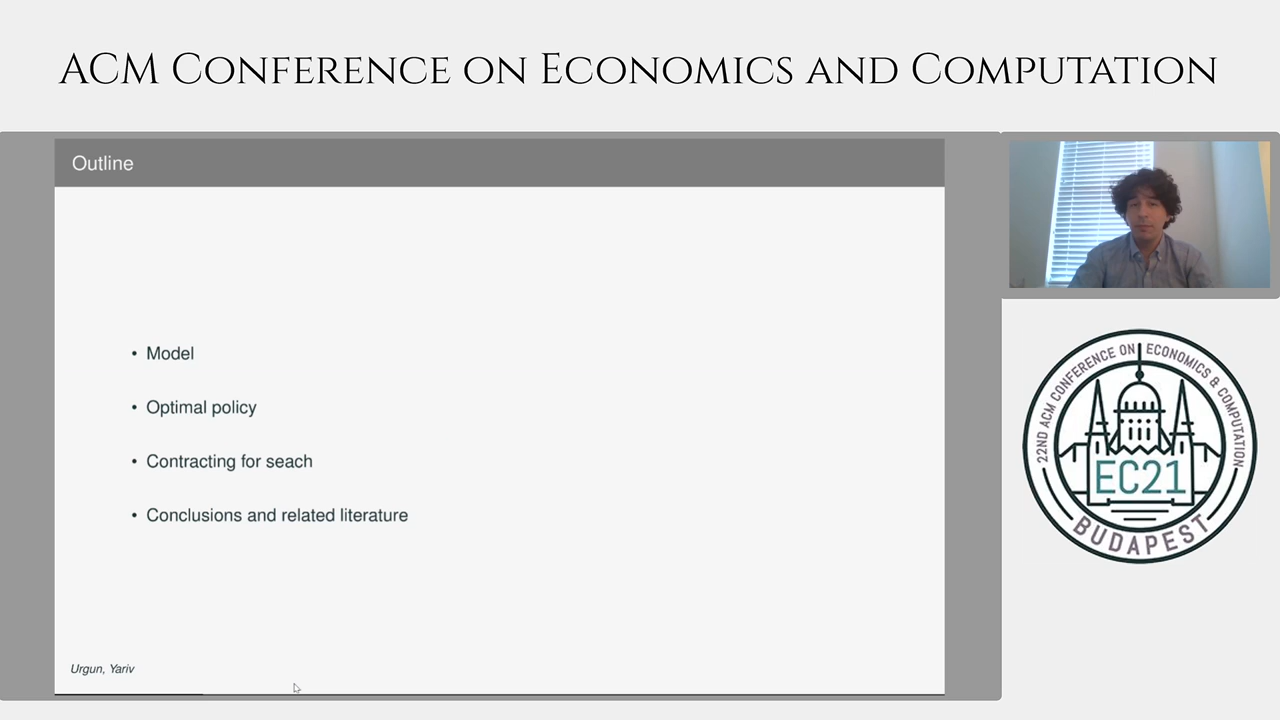 ACM Conference on Economics and Computation
Outline
• Model
• Optimal policy
• Contracting for seach
• Conclusions and related literature
Urgun, Yariv
22ND ACM CONFERENCE ON ECONOMICS & COMPUTATION
EC21
BUDAPEST